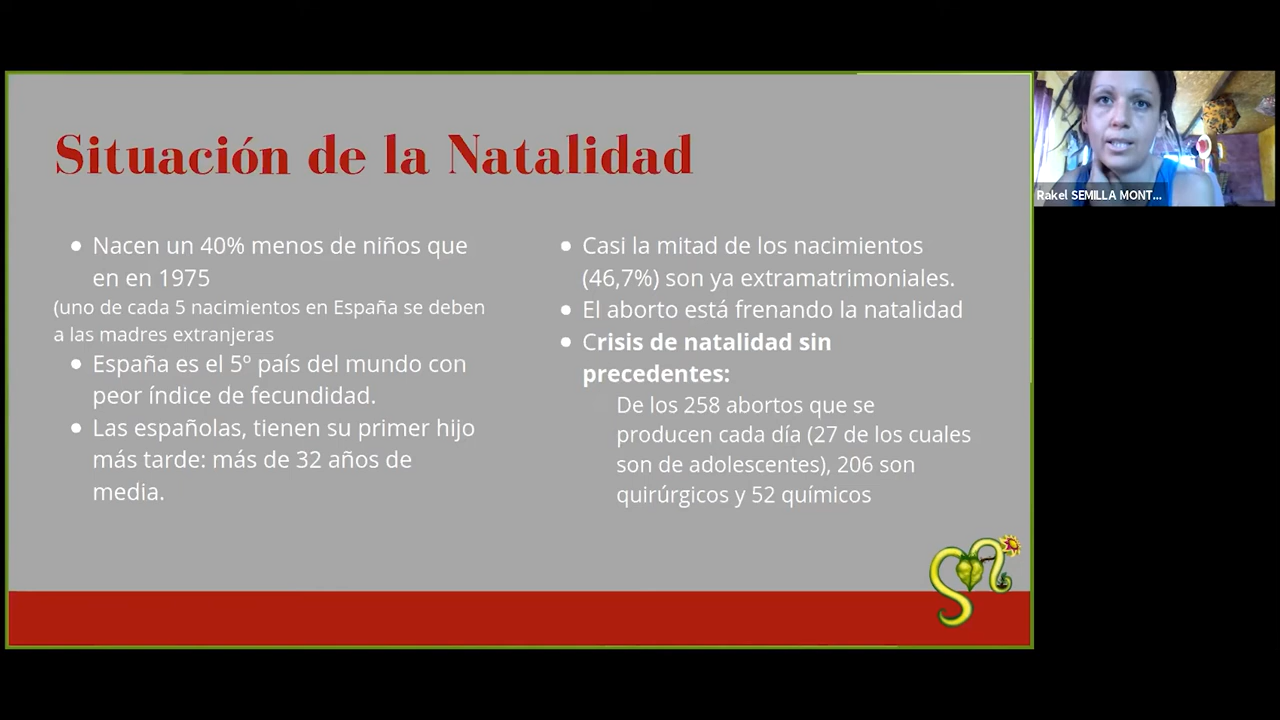 Situación de la Natalidad
Nacen un 40% menos de niños que
en en 1975
(uno de cada 5 nacimientos en España se deben
a las madres extranjeras
España es el 5º país del mundo con
peor índice de fecundidad.
Las españolas, tienen su primer hijo
más tarde: más de 32 años de
media.
Casi la mitad de los nacimientos
(46,7%) son ya extramatrimoniales.
El aborto está frenando la natalidad
Crisis de natalidad sin
precedentes:
De los 258 abortos que se
producen cada día (27 de los cuales
son de adolescentes), 206 son
quirúrgicos y 52 químicos
Rakel SEMILLA MONT...